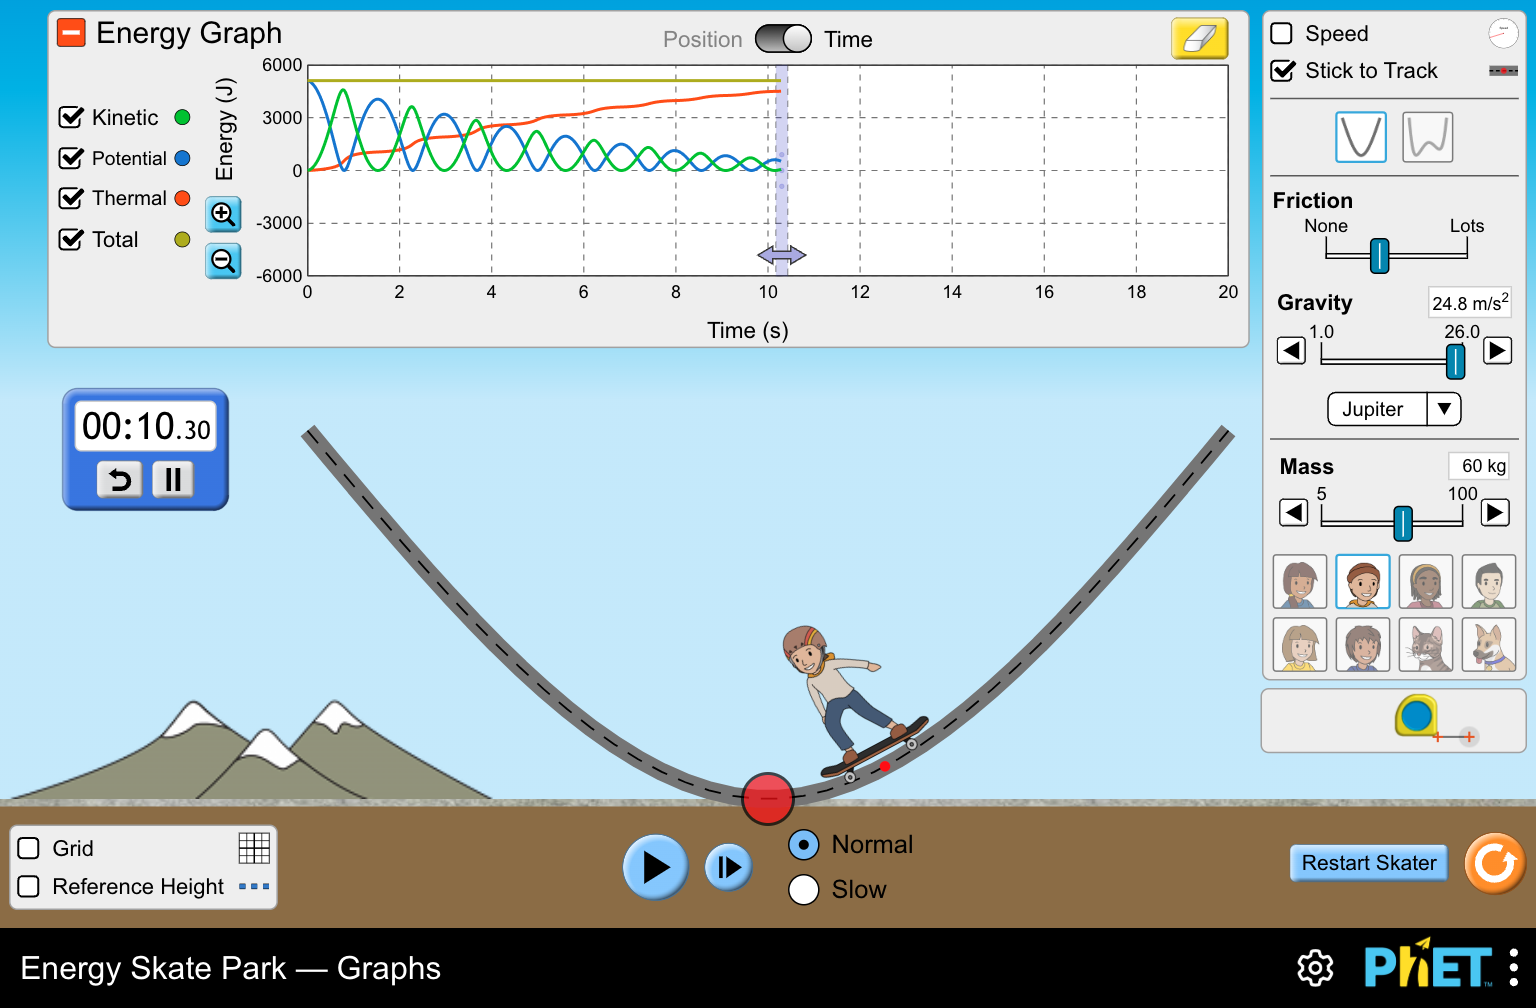 Energy Graph
Position Time
Kinetic
Potential
Thermal
Total
Energy (J)
6000
3000
0
-3000
-6000
0 2 4 6 8 10 12 14 16 18 20
Time (s)
Speed
Stick to Track
Friction
None Lots
Gravity 24.8 m/s²
1.0 26.0
Jupiter
Mass 60 kg
5 100
00:10.30
Grid
Reference Height
Normal
Slow
Restart Skater
Energy Skate Park — Graphs
PhET™